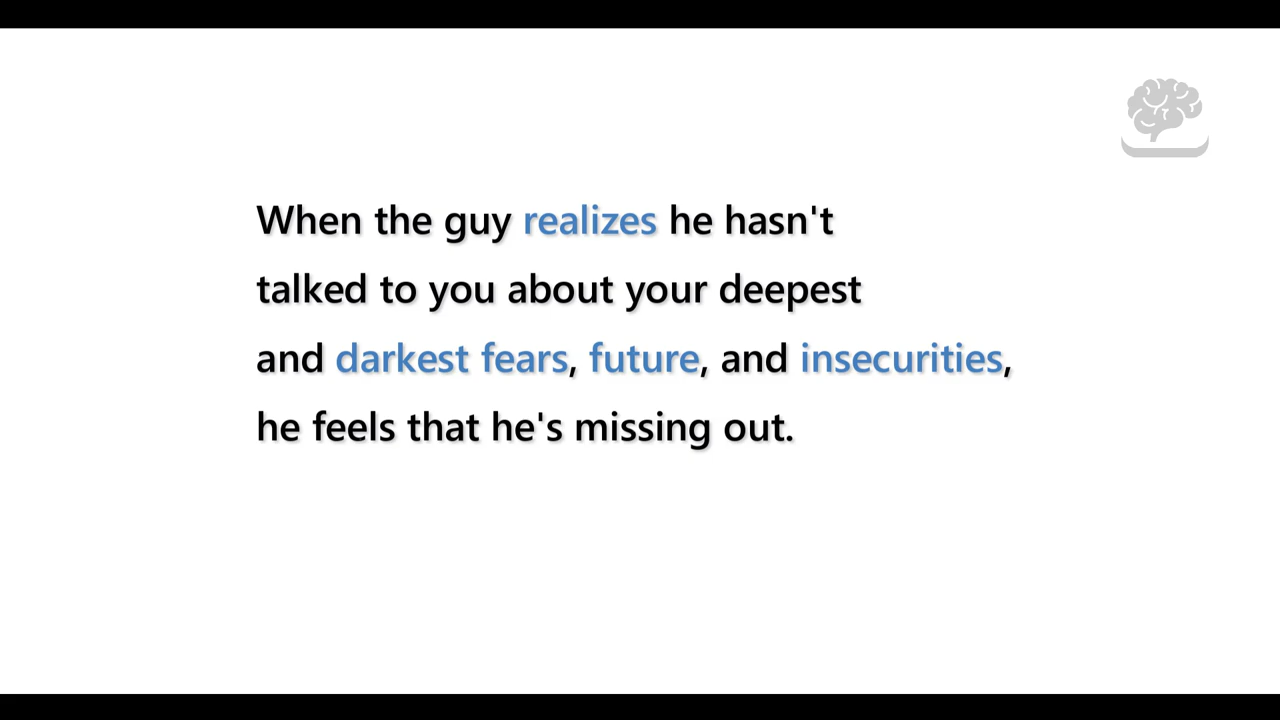 When the guy realizes he hasn't
talked to you about your deepest
and darkest fears, future, and insecurities,
he feels that he's missing out.